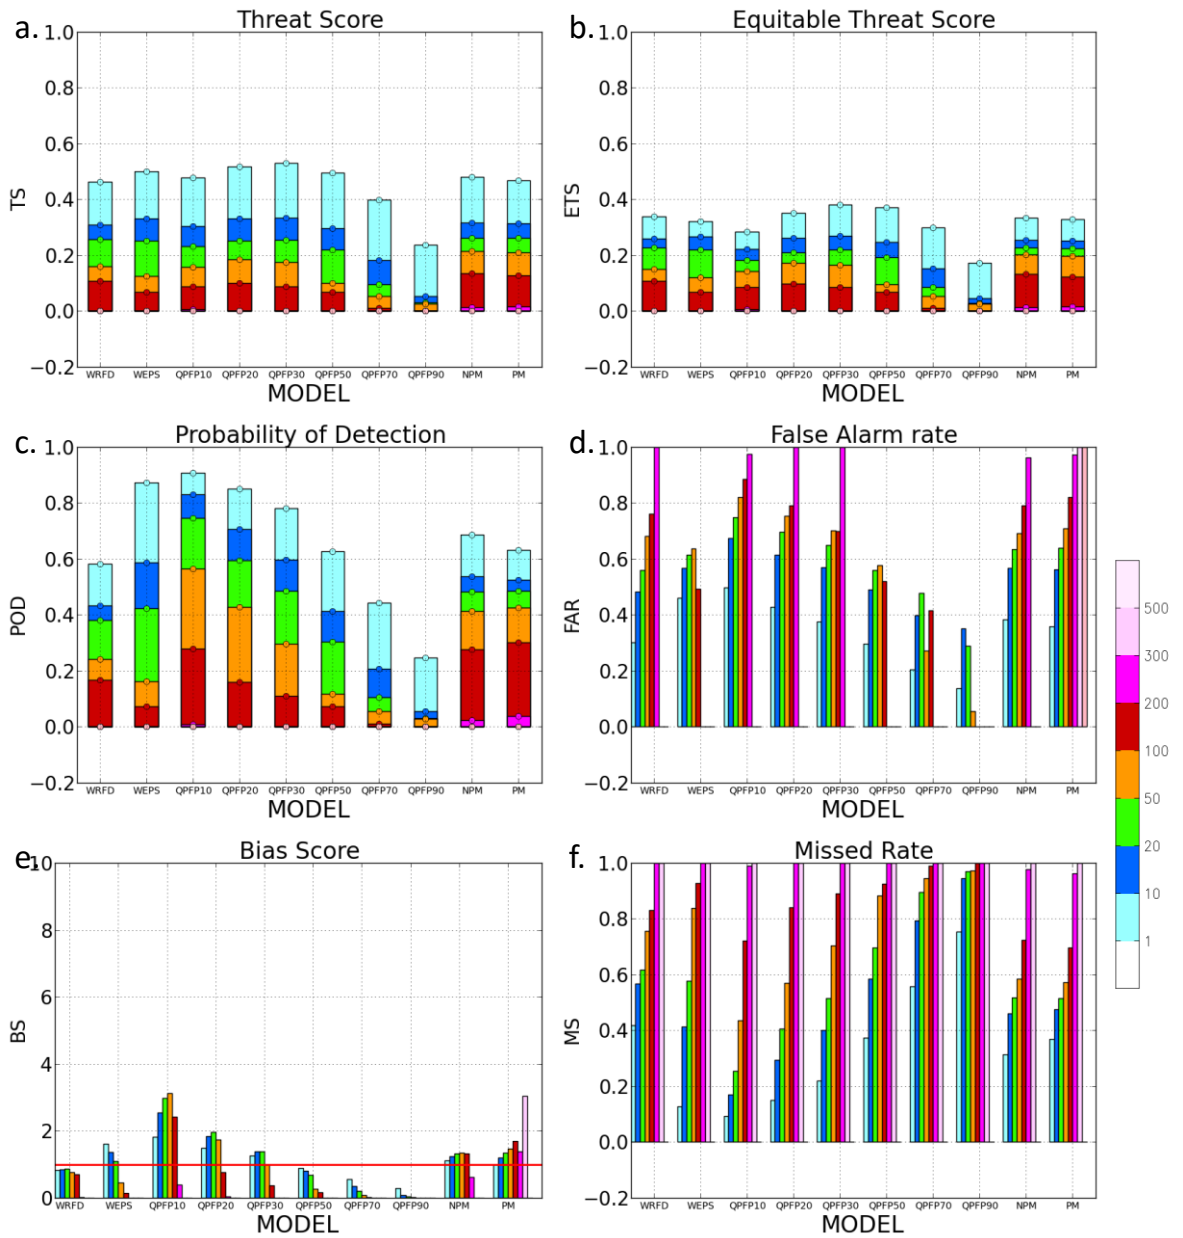 a.
Threat Score
1.0
0.8
0.6
0.4
0.2
0.0
−0.2
TS
WRFD WEPS QPFP10 QPFP20 QPFP30 QPFP50 QPFP70 QPFP90 NPM PM
MODEL
b.
Equitable Threat Score
1.0
0.8
0.6
0.4
0.2
0.0
−0.2
ETS
WRFD WEPS QPFP10 QPFP20 QPFP30 QPFP50 QPFP70 QPFP90 NPM PM
MODEL
c.
Probability of Detection
1.0
0.8
0.6
0.4
0.2
0.0
−0.2
POD
WRFD WEPS QPFP10 QPFP20 QPFP30 QPFP50 QPFP70 QPFP90 NPM PM
MODEL
d.
False Alarm rate
1.0
0.8
0.6
0.4
0.2
0.0
−0.2
FAR
WRFD WEPS QPFP10 QPFP20 QPFP30 QPFP50 QPFP70 QPFP90 NPM PM
MODEL
e.
Bias Score
10
8
6
4
2
0
BS
WRFD WEPS QPFP10 QPFP20 QPFP30 QPFP50 QPFP70 QPFP90 NPM PM
MODEL
f.
Missed Rate
1.0
0.8
0.6
0.4
0.2
0.0
−0.2
MS
WRFD WEPS QPFP10 QPFP20 QPFP30 QPFP50 QPFP70 QPFP90 NPM PM
MODEL
500
300
200
100
50
20
10
1